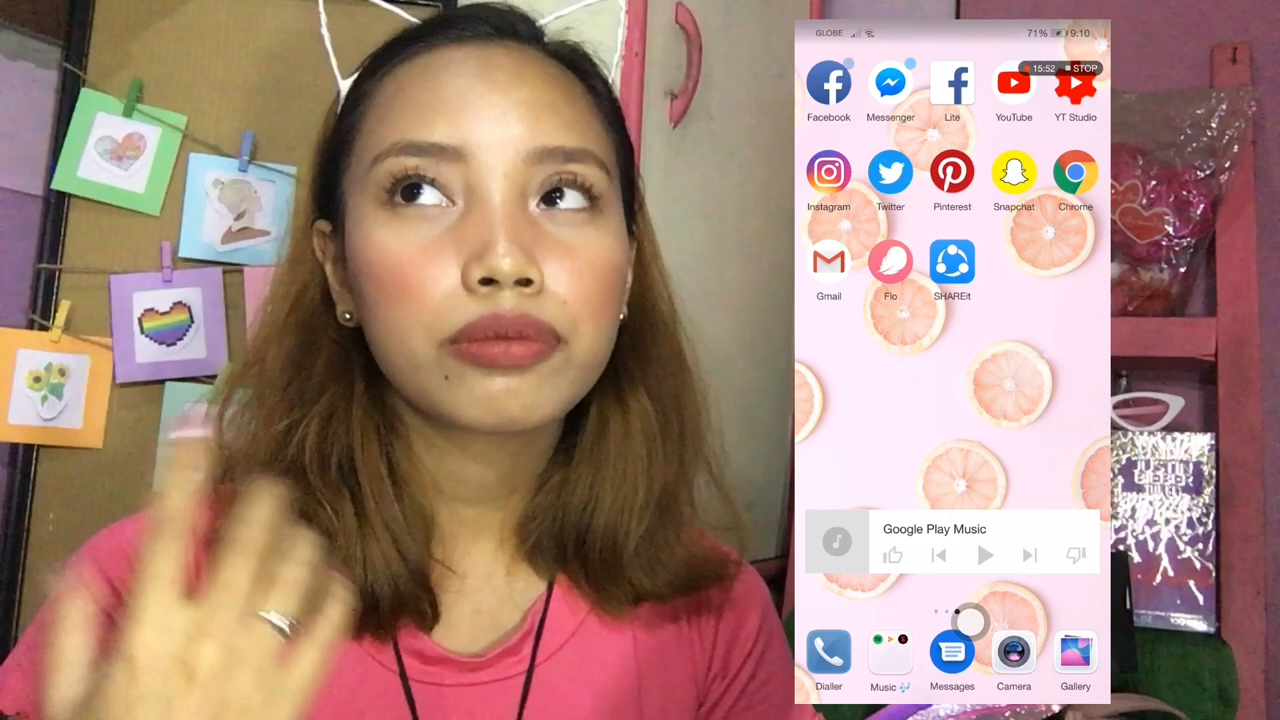 GLOBE 71% 9:10
15:52 STOP
Facebook Messenger Lite YouTube YT Studio
Instagram Twitter Pinterest Snapchat Chrome
Gmail Flo SHAREit
Google Play Music
Dialler Music 🎶 Messages Camera Gallery